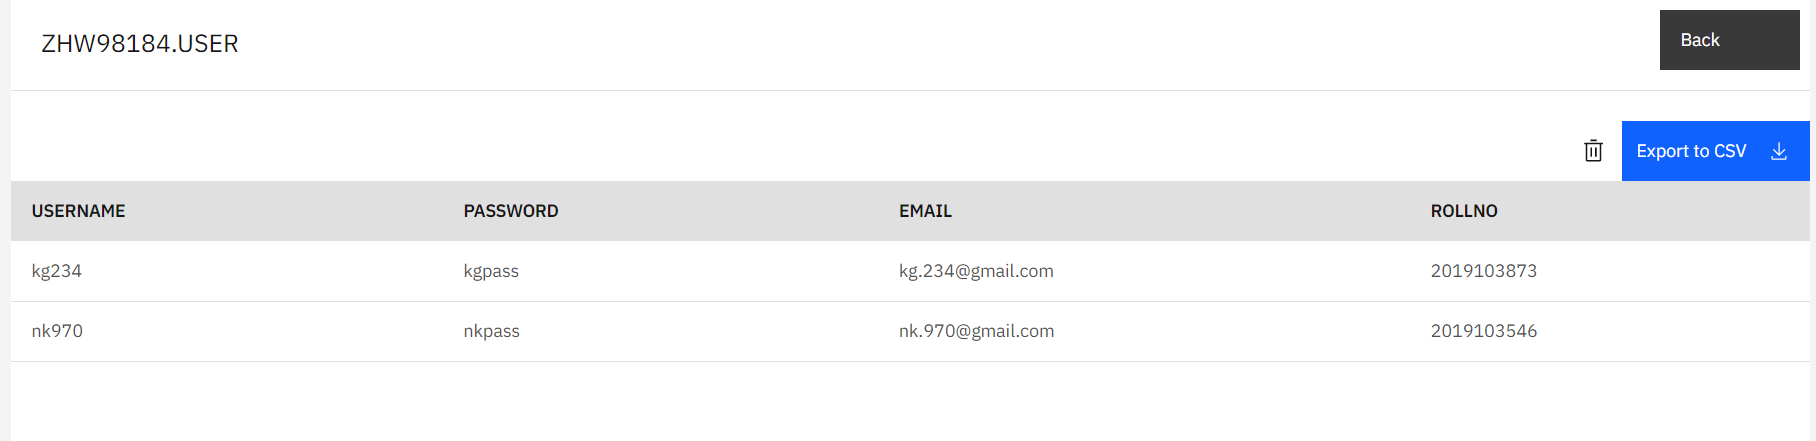 ZHW98184.USER
Back
Export to CSV
USERNAME PASSWORD EMAIL ROLLNO
kg234 kgpass kg.234@gmail.com 2019103873
nk970 nkpass nk.970@gmail.com 2019103546